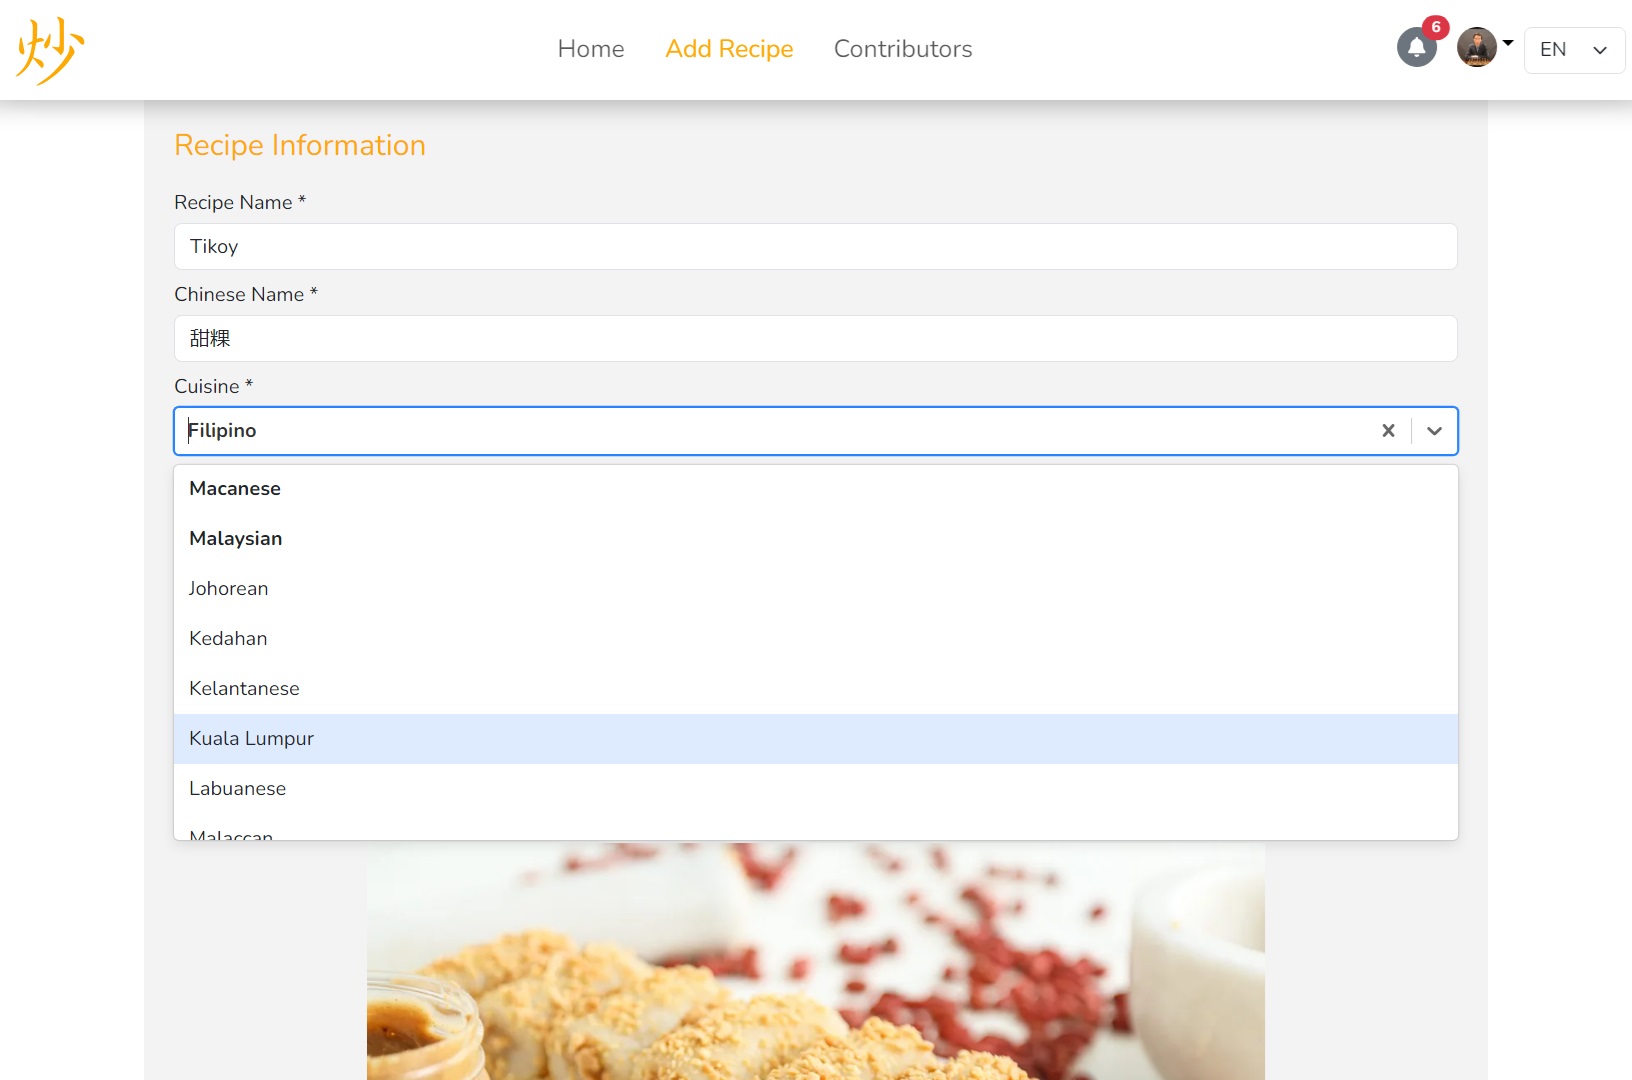 炒
Home
Add Recipe
Contributors
6
EN
Recipe Information
Recipe Name *
Tikoy
Chinese Name *
甜粿
Cuisine *
Filipino
Macanese
Malaysian
Johorean
Kedahan
Kelantanese
Kuala Lumpur
Labuanese
Malaccan